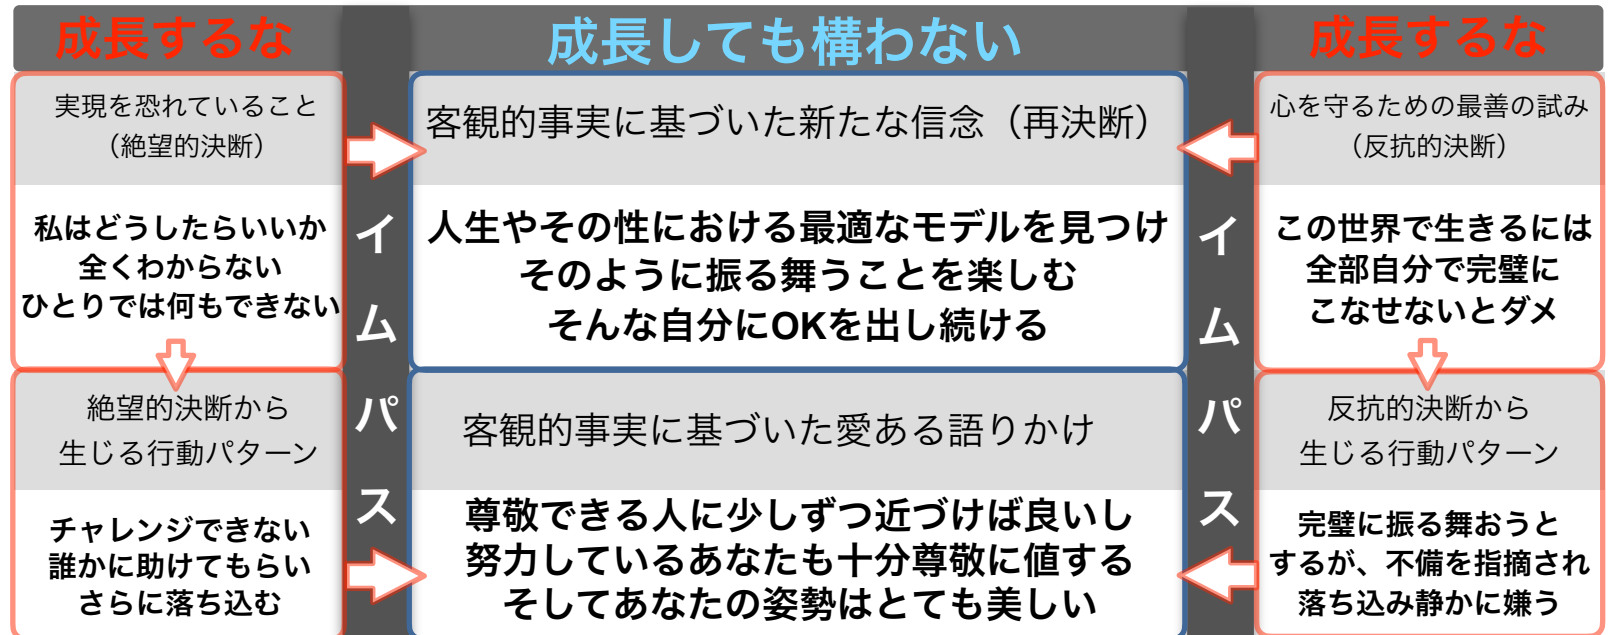 成長するな
成長しても構わない
成長するな
実現を恐れていること
（絶望的決断）
私はどうしたらいいか
全くわからない
ひとりでは何もできない
絶望的決断から
生じる行動パターン
チャレンジできない
誰かに助けてもらい
さらに落ち込む
イムパス
客観的事実に基づいた新たな信念（再決断）
人生やその性における最適なモデルを見つけ
そのように振る舞うことを楽しむ
そんな自分にOKを出し続ける
客観的事実に基づいた愛ある語りかけ
尊敬できる人に少しずつ近づけば良いし
努力しているあなたも十分尊敬に値する
そしてあなたの姿勢はとても美しい
イムパス
心を守るための最善の試み
（反抗的決断）
この世界で生きるには
全部自分で完璧に
こなせないとダメ
反抗的決断から
生じる行動パターン
完璧に振る舞おうと
するが、不備を指摘され
落ち込み静かに嫌う